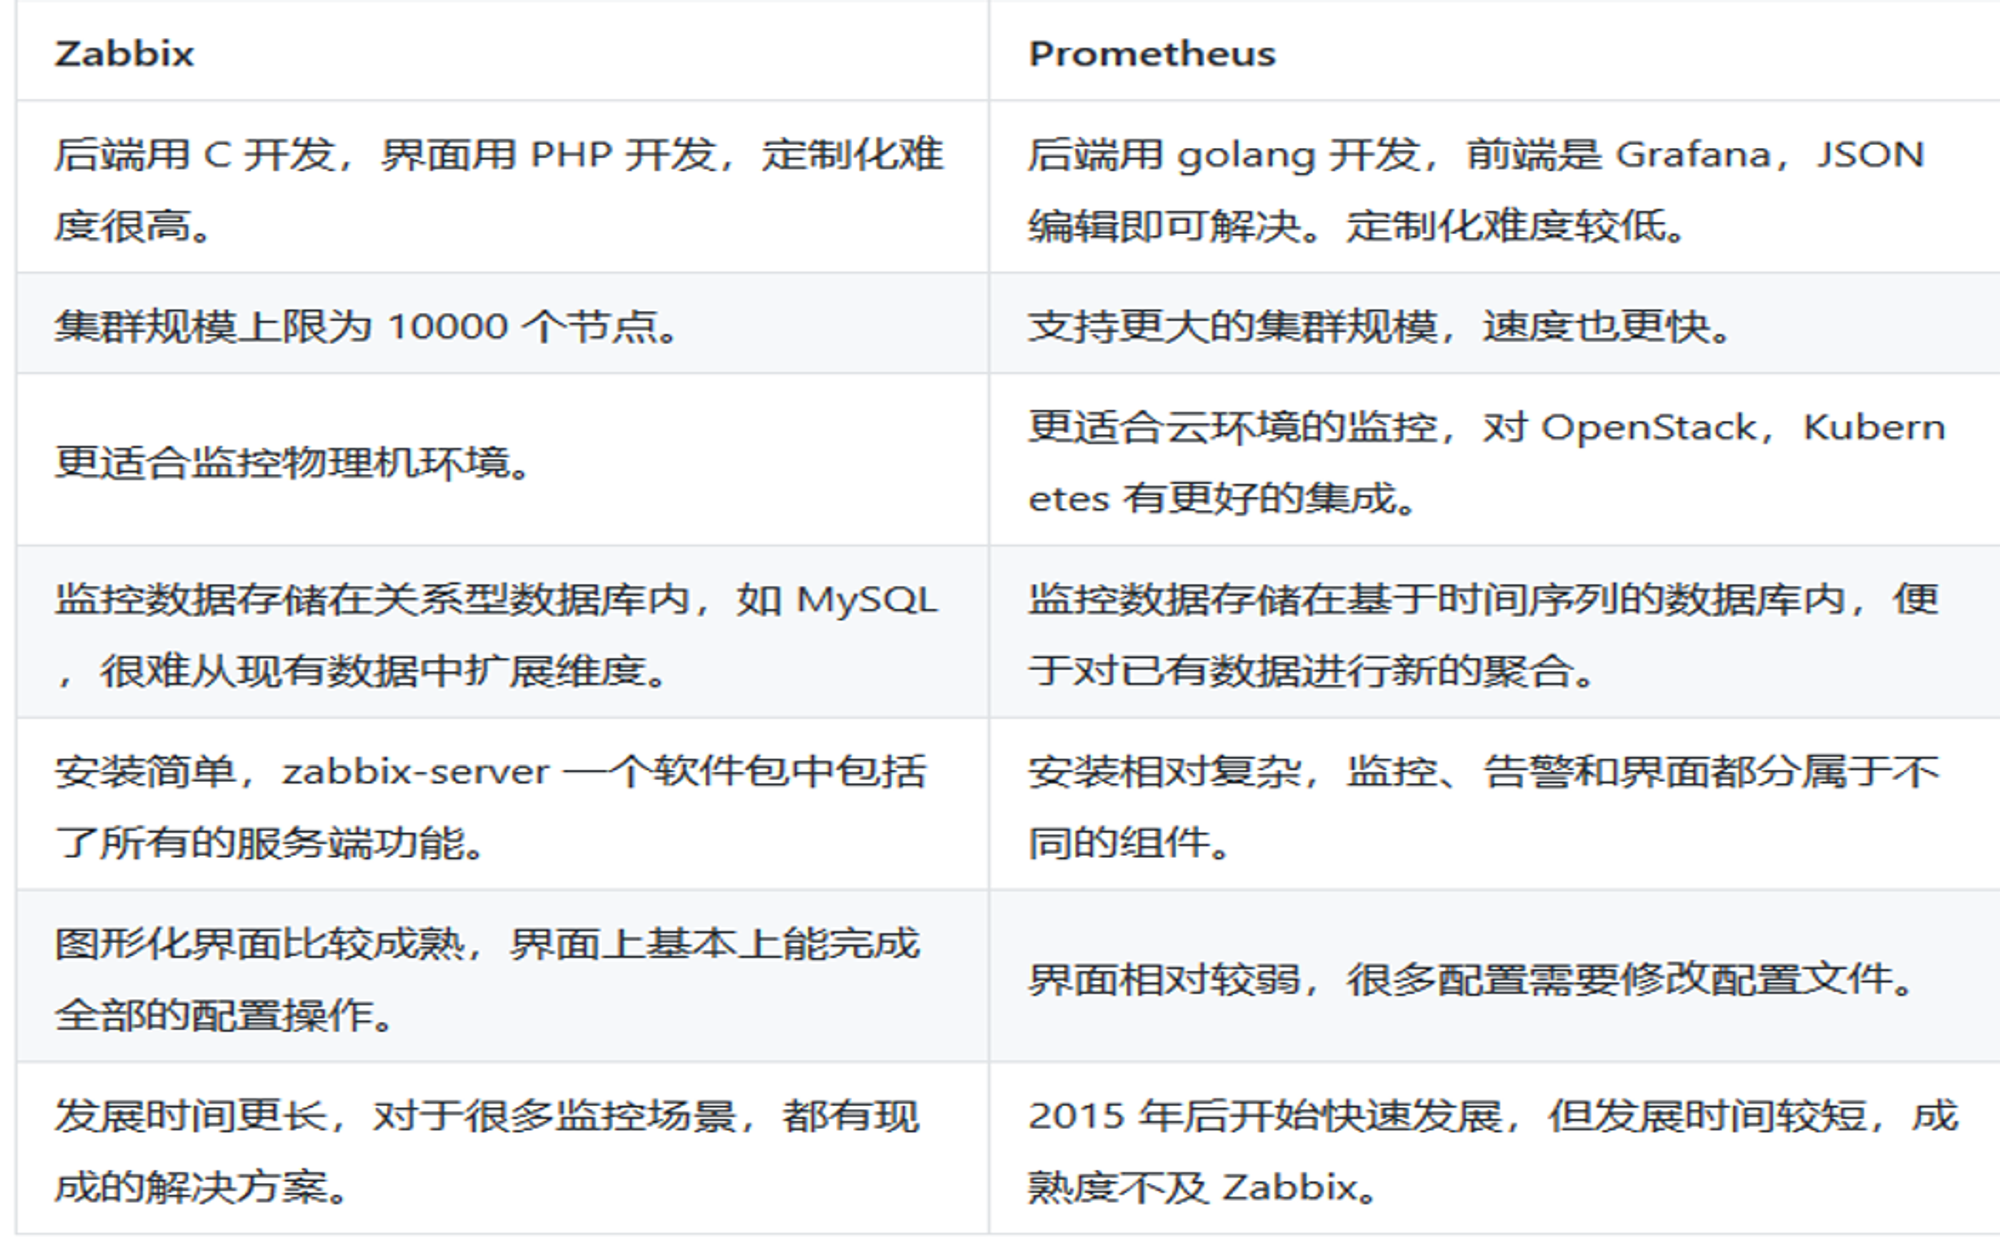 Zabbix
Prometheus
后端用 C 开发，界面用 PHP 开发，定制化难
度很高。
后端用 golang 开发，前端是 Grafana，JSON
编辑即可解决。定制化难度较低。
集群规模上限为 10000 个节点。
支持更大的集群规模，速度也更快。
更适合监控物理机环境。
更适合云环境的监控，对 OpenStack，Kubern
etes 有更好的集成。
监控数据存储在关系型数据库内，如 MySQL
，很难从现有数据中扩展维度。
监控数据存储在基于时间序列的数据库内，便
于对已有数据进行新的聚合。
安装简单，zabbix-server 一个软件包中包括
了所有的服务端功能。
安装相对复杂，监控、告警和界面都分属于不
同的组件。
图形化界面比较成熟，界面上基本上能完成
全部的配置操作。
界面相对较弱，很多配置需要修改配置文件。
发展时间更长，对于很多监控场景，都有现
成的解决方案。
2015 年后开始快速发展，但发展时间较短，成
熟度不及 Zabbix。